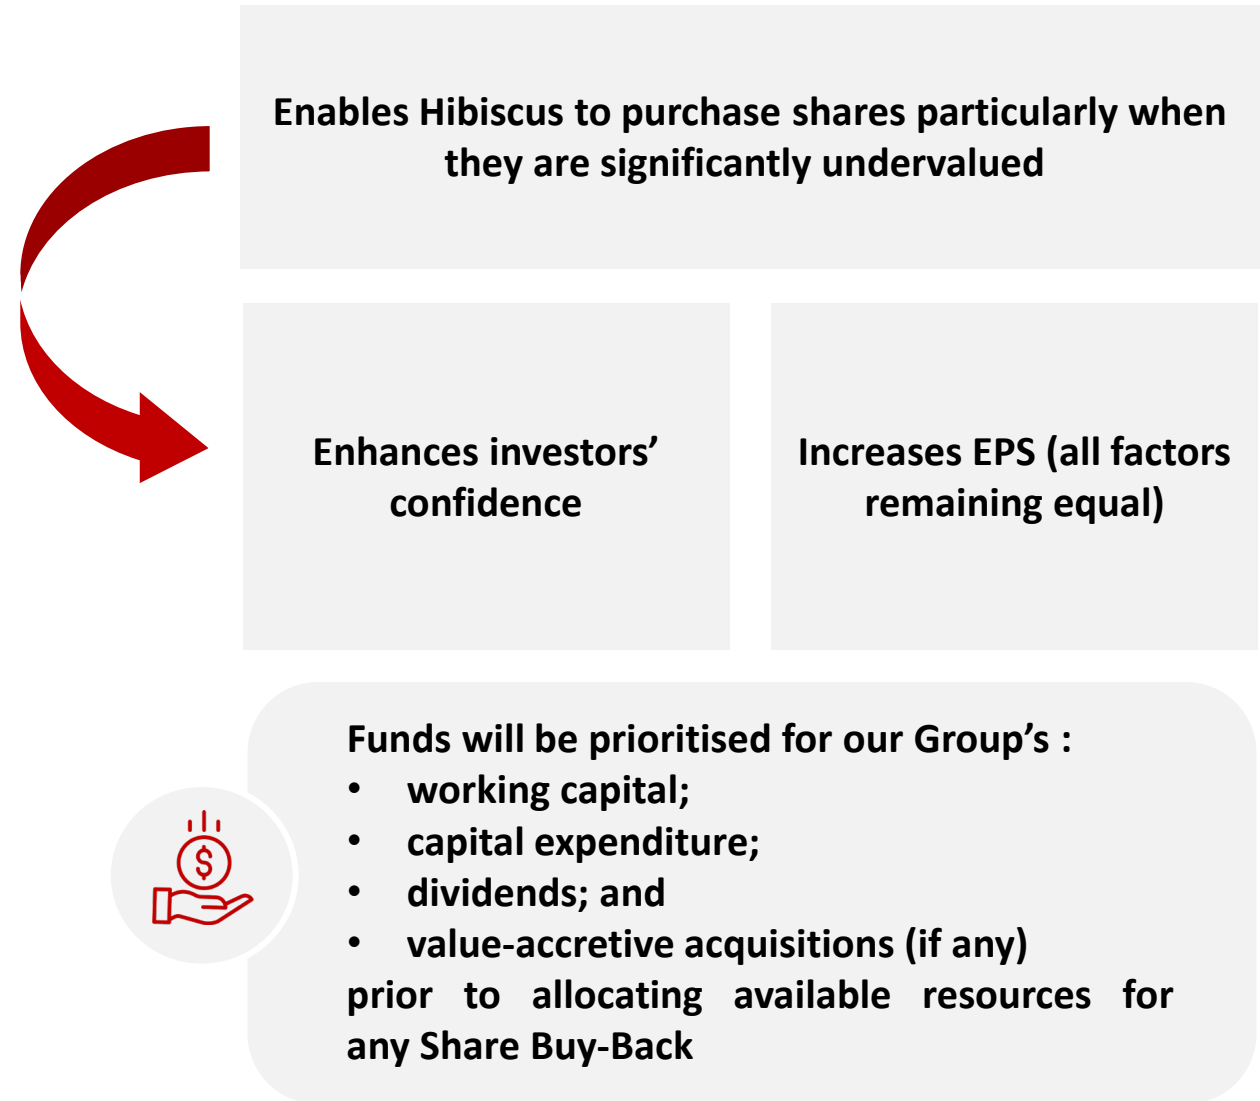 Enables Hibiscus to purchase shares particularly when
they are significantly undervalued
Enhances investors’
confidence
Increases EPS (all factors
remaining equal)
Funds will be prioritised for our Group’s :
• working capital;
• capital expenditure;
• dividends; and
• value-accretive acquisitions (if any)
prior to allocating available resources for
any Share Buy-Back
$